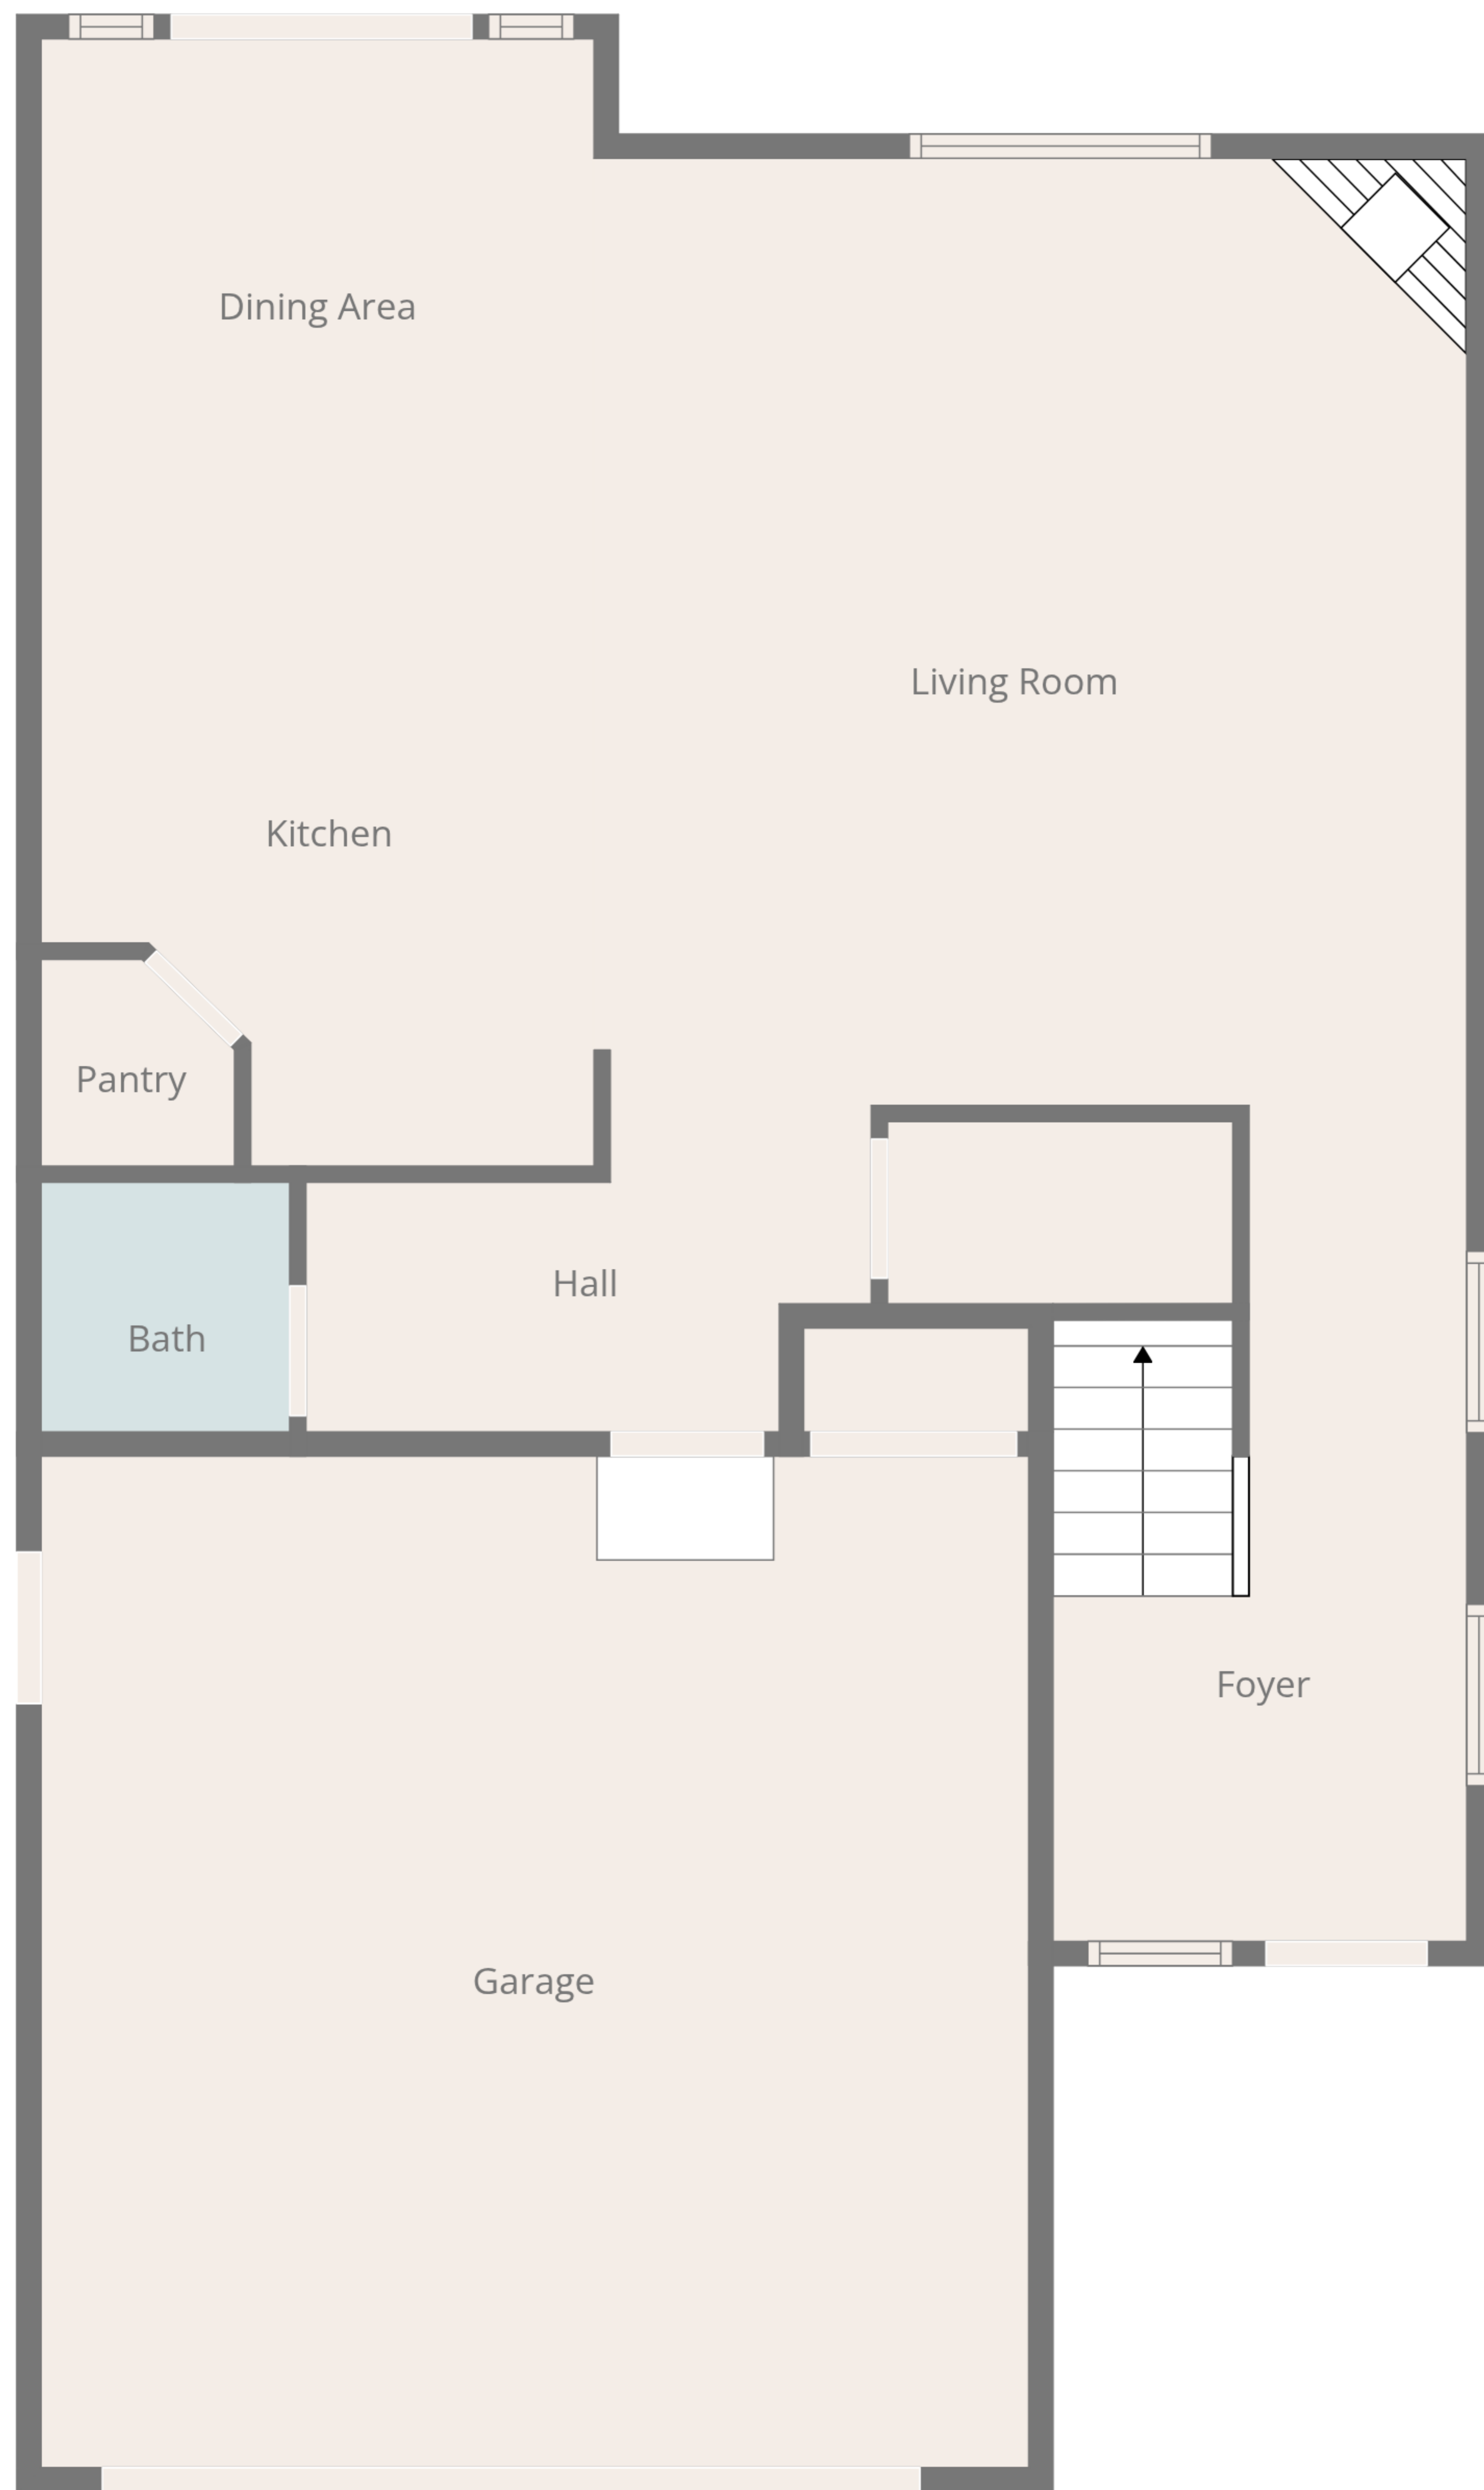 Dining Area
Living Room
Kitchen
Pantry
Hall
Bath
Foyer
Garage